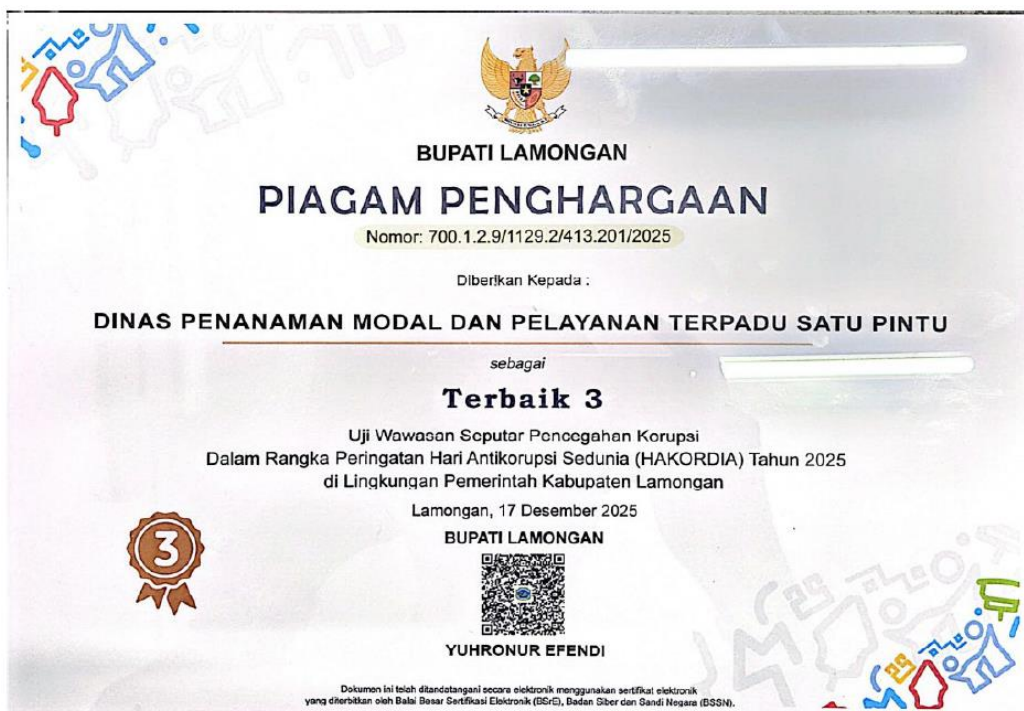 BUPATI LAMONGAN
PIAGAM PENGHARGAAN
Nomor: 700.1.2.9/1129.2/413.201/2025
Diberikan Kepada :
DINAS PENANAMAN MODAL DAN PELAYANAN TERPADU SATU PINTU
sebagai
Terbaik 3
Uji Wawasan Seputar Pencegahan Korupsi
Dalam Rangka Peringatan Hari Antikorupsi Sedunia (HAKORDIA) Tahun 2025
di Lingkungan Pemerintah Kabupaten Lamongan
Lamongan, 17 Desember 2025
BUPATI LAMONGAN
3
YUHRONUR EFENDI
Dokumen ini telah ditandatangani secara elektronik menggunakan sertifikat elektronik
yang diterbitkan oleh Balai Besar Sertifikasi Elektronik (BSrE), Badan Siber dan Sandi Negara (BSSN).